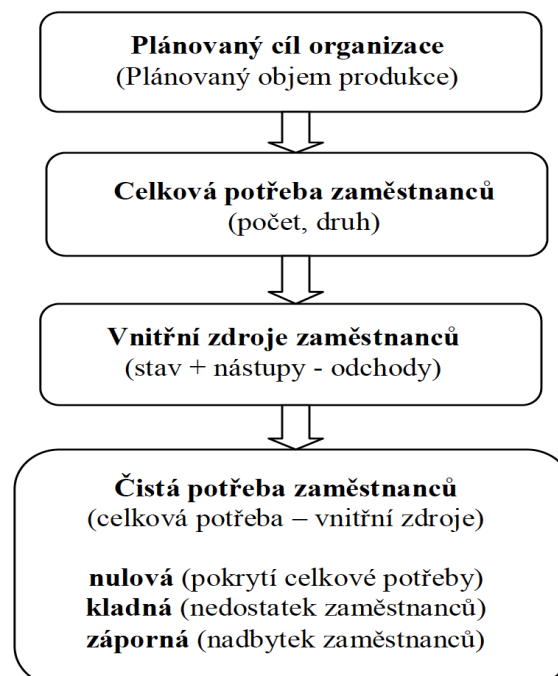 Plánovaný cíl organizace
(Plánovaný objem produkce)
Celková potřeba zaměstnanců
(počet, druh)
Vnitřní zdroje zaměstnanců
(stav + nástupy - odchody)
Čistá potřeba zaměstnanců
(celková potřeba – vnitřní zdroje)
nulová (pokrytí celkové potřeby)
kladná (nedostatek zaměstnanců)
záporná (nadbytek zaměstnanců)